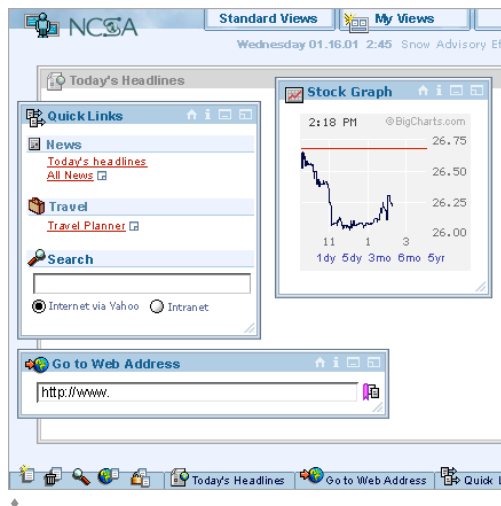 NCSA
Standard Views
My Views
Wednesday 01.16.01 2:45 Snow Advisory Ef
Today's Headlines
Quick Links
News
Today's headlines
All News
Travel
Travel Planner
Search
Internet via Yahoo
Intranet
Stock Graph
2:18 PM
©BigCharts.com
26.75
26.50
26.25
26.00
11 1 3
1dy 5dy 3mo 6mo 5yr
Go to Web Address
http://www.
Today's Headlines
Go to Web Address
Quick L